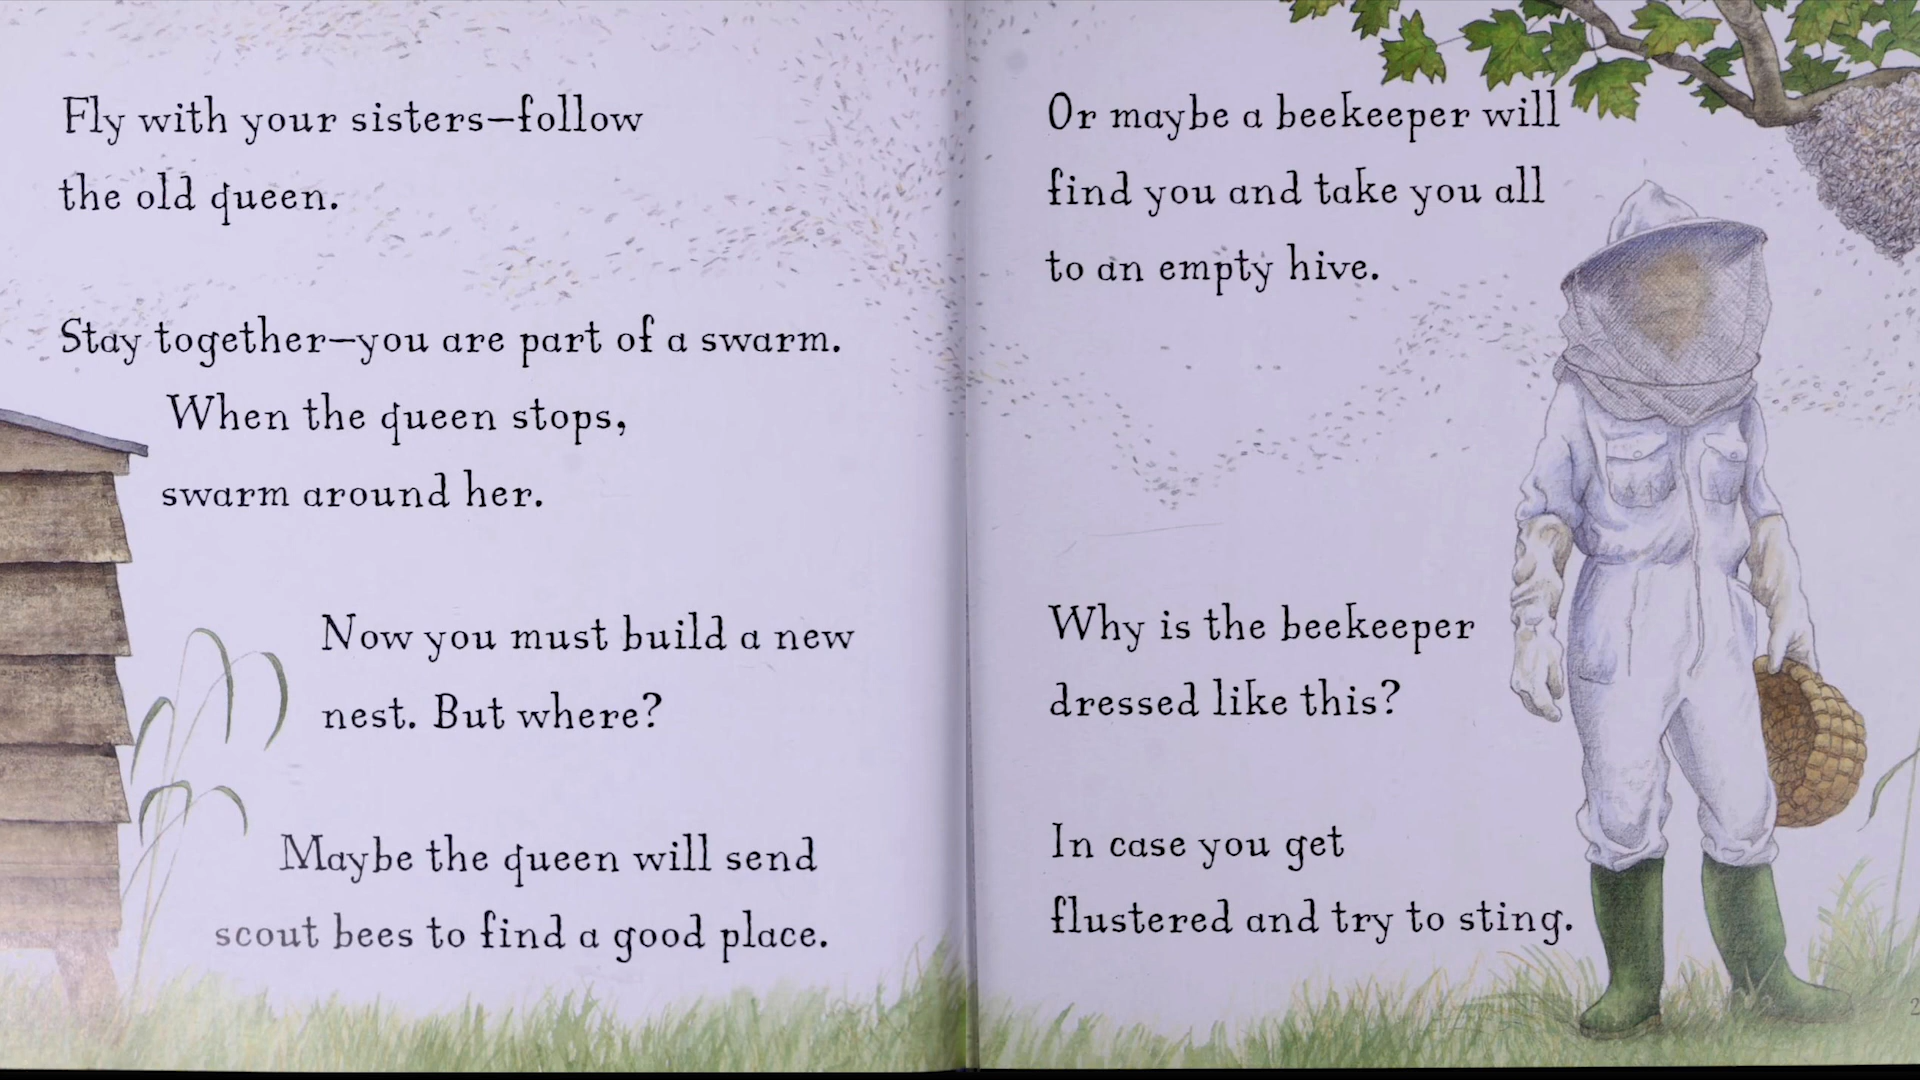 Fly with your sisters—follow
the old queen.
Stay together—you are part of a swarm.
When the queen stops,
swarm around her.
Now you must build a new
nest. But where?
Maybe the queen will send
scout bees to find a good place.
Or maybe a beekeeper will
find you and take you all
to an empty hive.
Why is the beekeeper
dressed like this?
In case you get
flustered and try to sting.